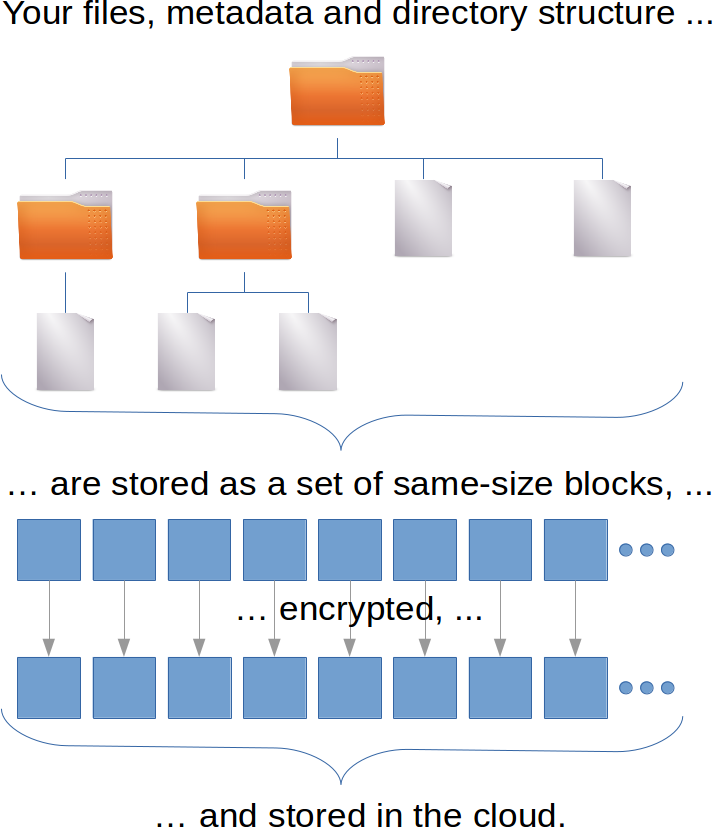 Your files, metadata and directory structure ...
… are stored as a set of same-size blocks, ...
… encrypted, ...
… and stored in the cloud.